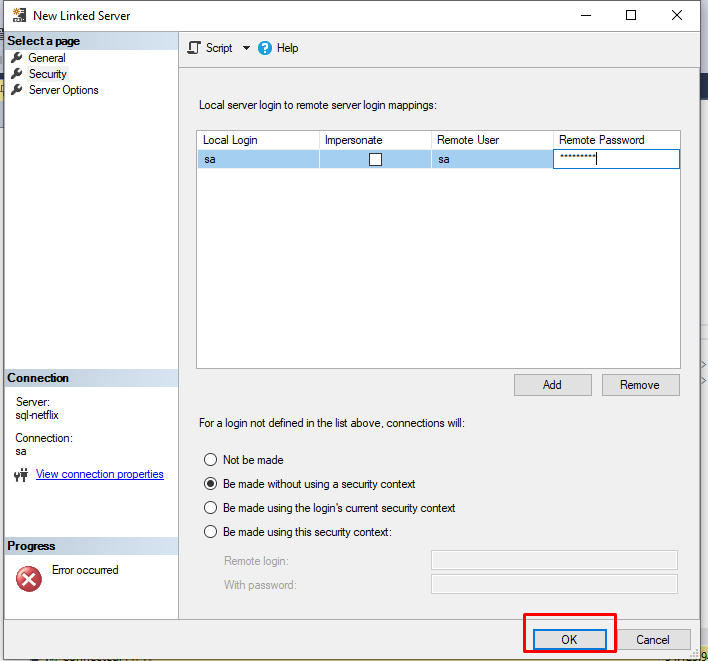 New Linked Server
Select a page
General
Security
Server Options
Script
Help
Local server login to remote server login mappings:
Local Login Impersonate Remote User Remote Password
sa sa *********
Add Remove
For a login not defined in the list above, connections will:
Not be made
Be made without using a security context
Be made using the login's current security context
Be made using this security context:
Remote login:
With password:
Connection
Server:
sql-netflix
Connection:
sa
View connection properties
Progress
Error occurred
OK Cancel